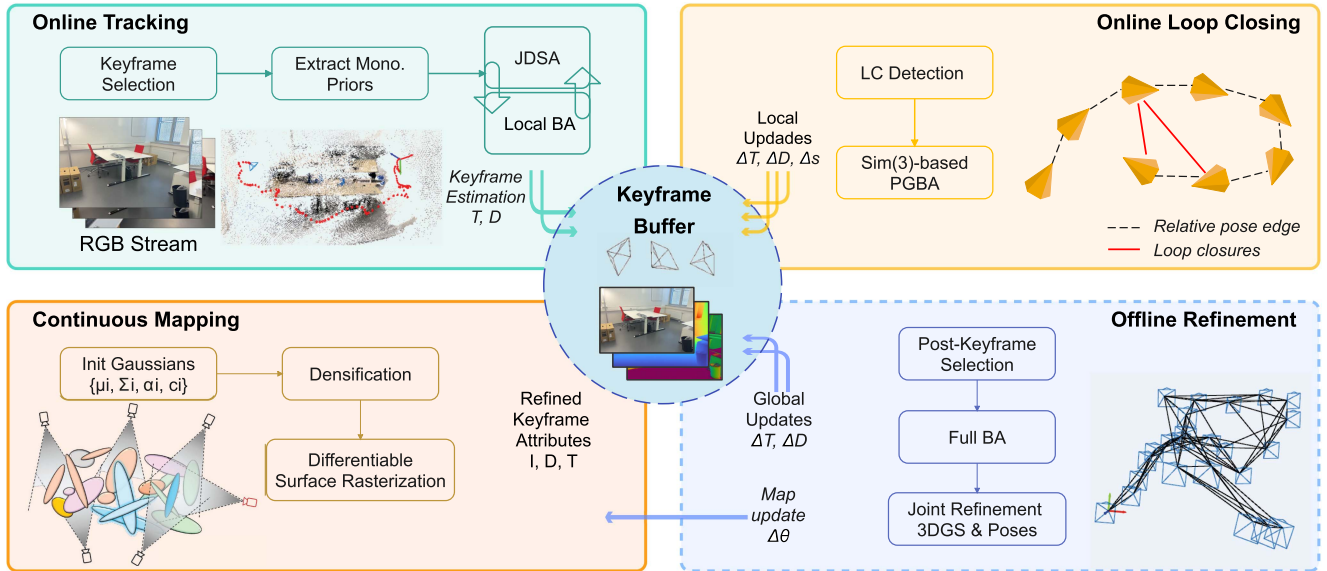 Online Tracking
Keyframe
Selection
Extract Mono.
Priors
JDSA
Local BA
RGB Stream
Keyframe
Estimation
T, D
Online Loop Closing
LC Detection
Sim(3)-based
PGBA
Local
Updades
ΔT, ΔD, Δs
Relative pose edge
Loop closures
Keyframe
Buffer
Continuous Mapping
Init Gaussians
{μi, Σi, αi, ci}
Densification
Differentiable
Surface Rasterization
Refined
Keyframe
Attributes
I, D, T
Offline Refinement
Post-Keyframe
Selection
Full BA
Joint Refinement
3DGS & Poses
Global
Updates
ΔT, ΔD
Map
update
Δθ